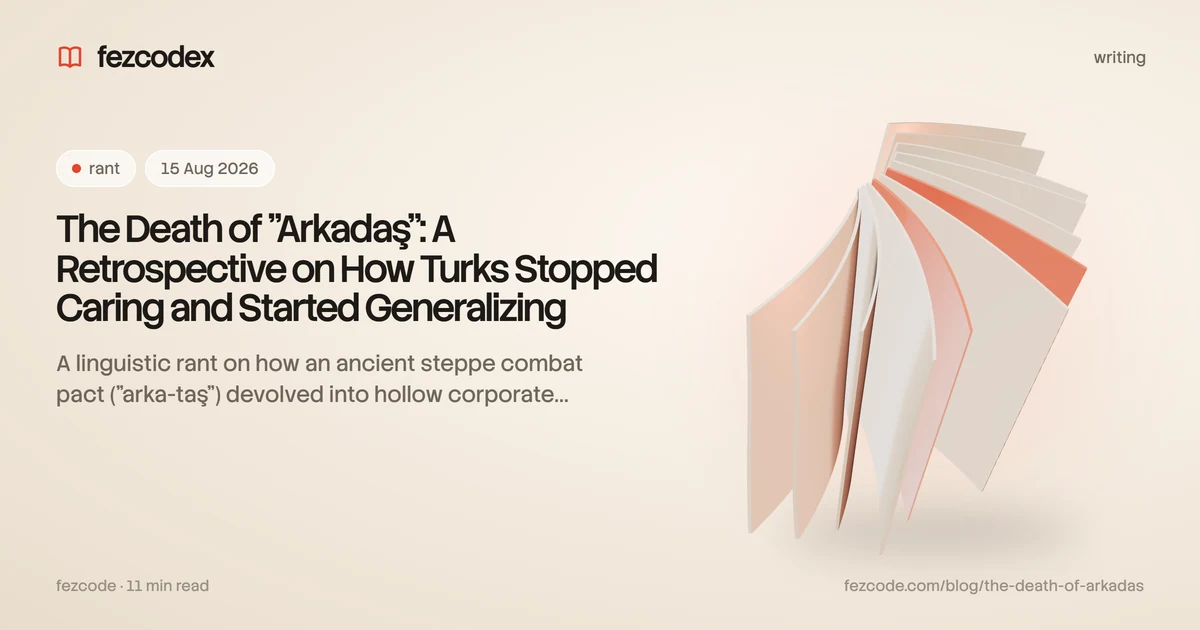 fezcodex
writing
rant
15 Aug 2026
The Death of ”Arkadaş”: A
Retrospective on How Turks Stopped
Caring and Started Generalizing
A linguistic rant on how an ancient steppe combat
pact (”arka-taş”) devolved into hollow corporate...
fezcode · 11 min read
fezcode.com/blog/the-death-of-arkadas